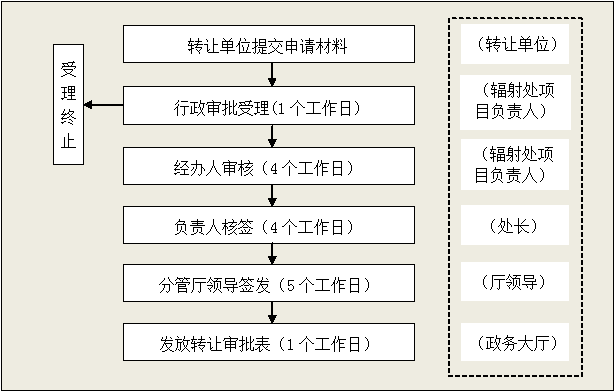 转让单位提交申请材料
（转让单位）
受理终止
行政审批受理(1 个工作日）
（辐射处项
目负责人）
经办人审核（4 个工作日）
（辐射处项
目负责人）
负责人核签（4 个工作日）
（处长）
分管厅领导签发（5 个工作日）
（厅领导）
发放转让审批表（1 个工作日）
（政务大厅）